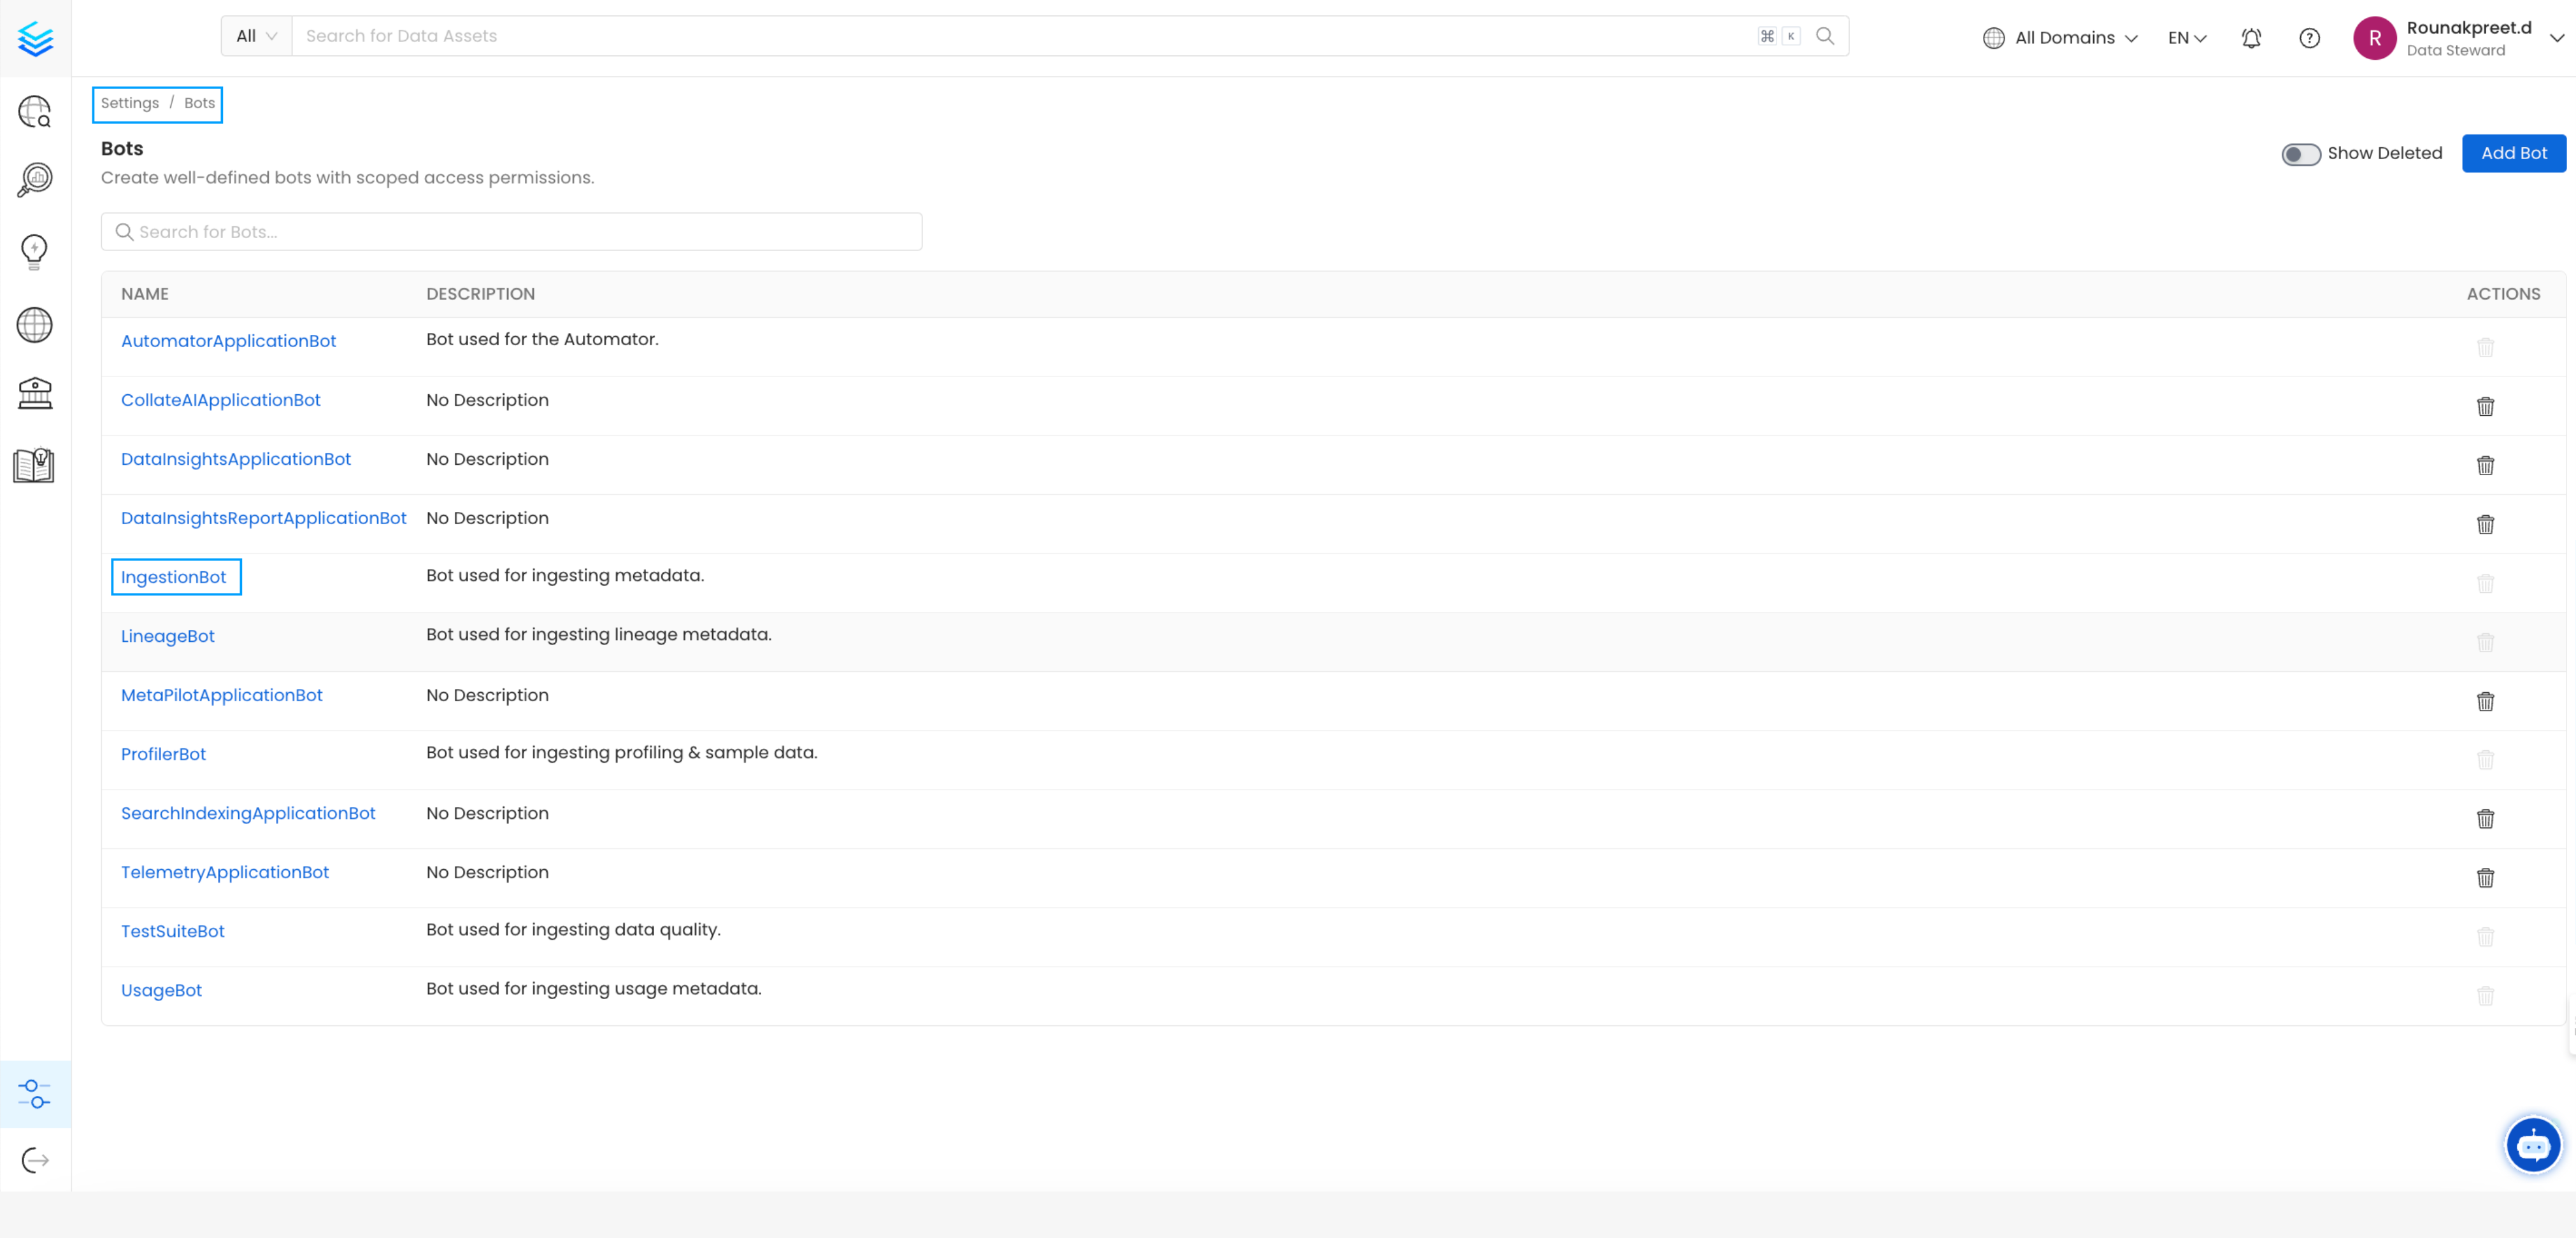 All Search for Data Assets ⌘ K All Domains EN R Rounakpreet.d
Data Steward
Settings / Bots
Bots
Show Deleted Add Bot
Create well-defined bots with scoped access permissions.
Search for Bots...
NAME DESCRIPTION ACTIONS
AutomatorApplicationBot Bot used for the Automator.
CollateAIApplicationBot No Description
DataInsightsApplicationBot No Description
DataInsightsReportApplicationBot No Description
IngestionBot Bot used for ingesting metadata.
LineageBot Bot used for ingesting lineage metadata.
MetaPilotApplicationBot No Description
ProfilerBot Bot used for ingesting profiling & sample data.
SearchIndexingApplicationBot No Description
TelemetryApplicationBot No Description
TestSuiteBot Bot used for ingesting data quality.
UsageBot Bot used for ingesting usage metadata.